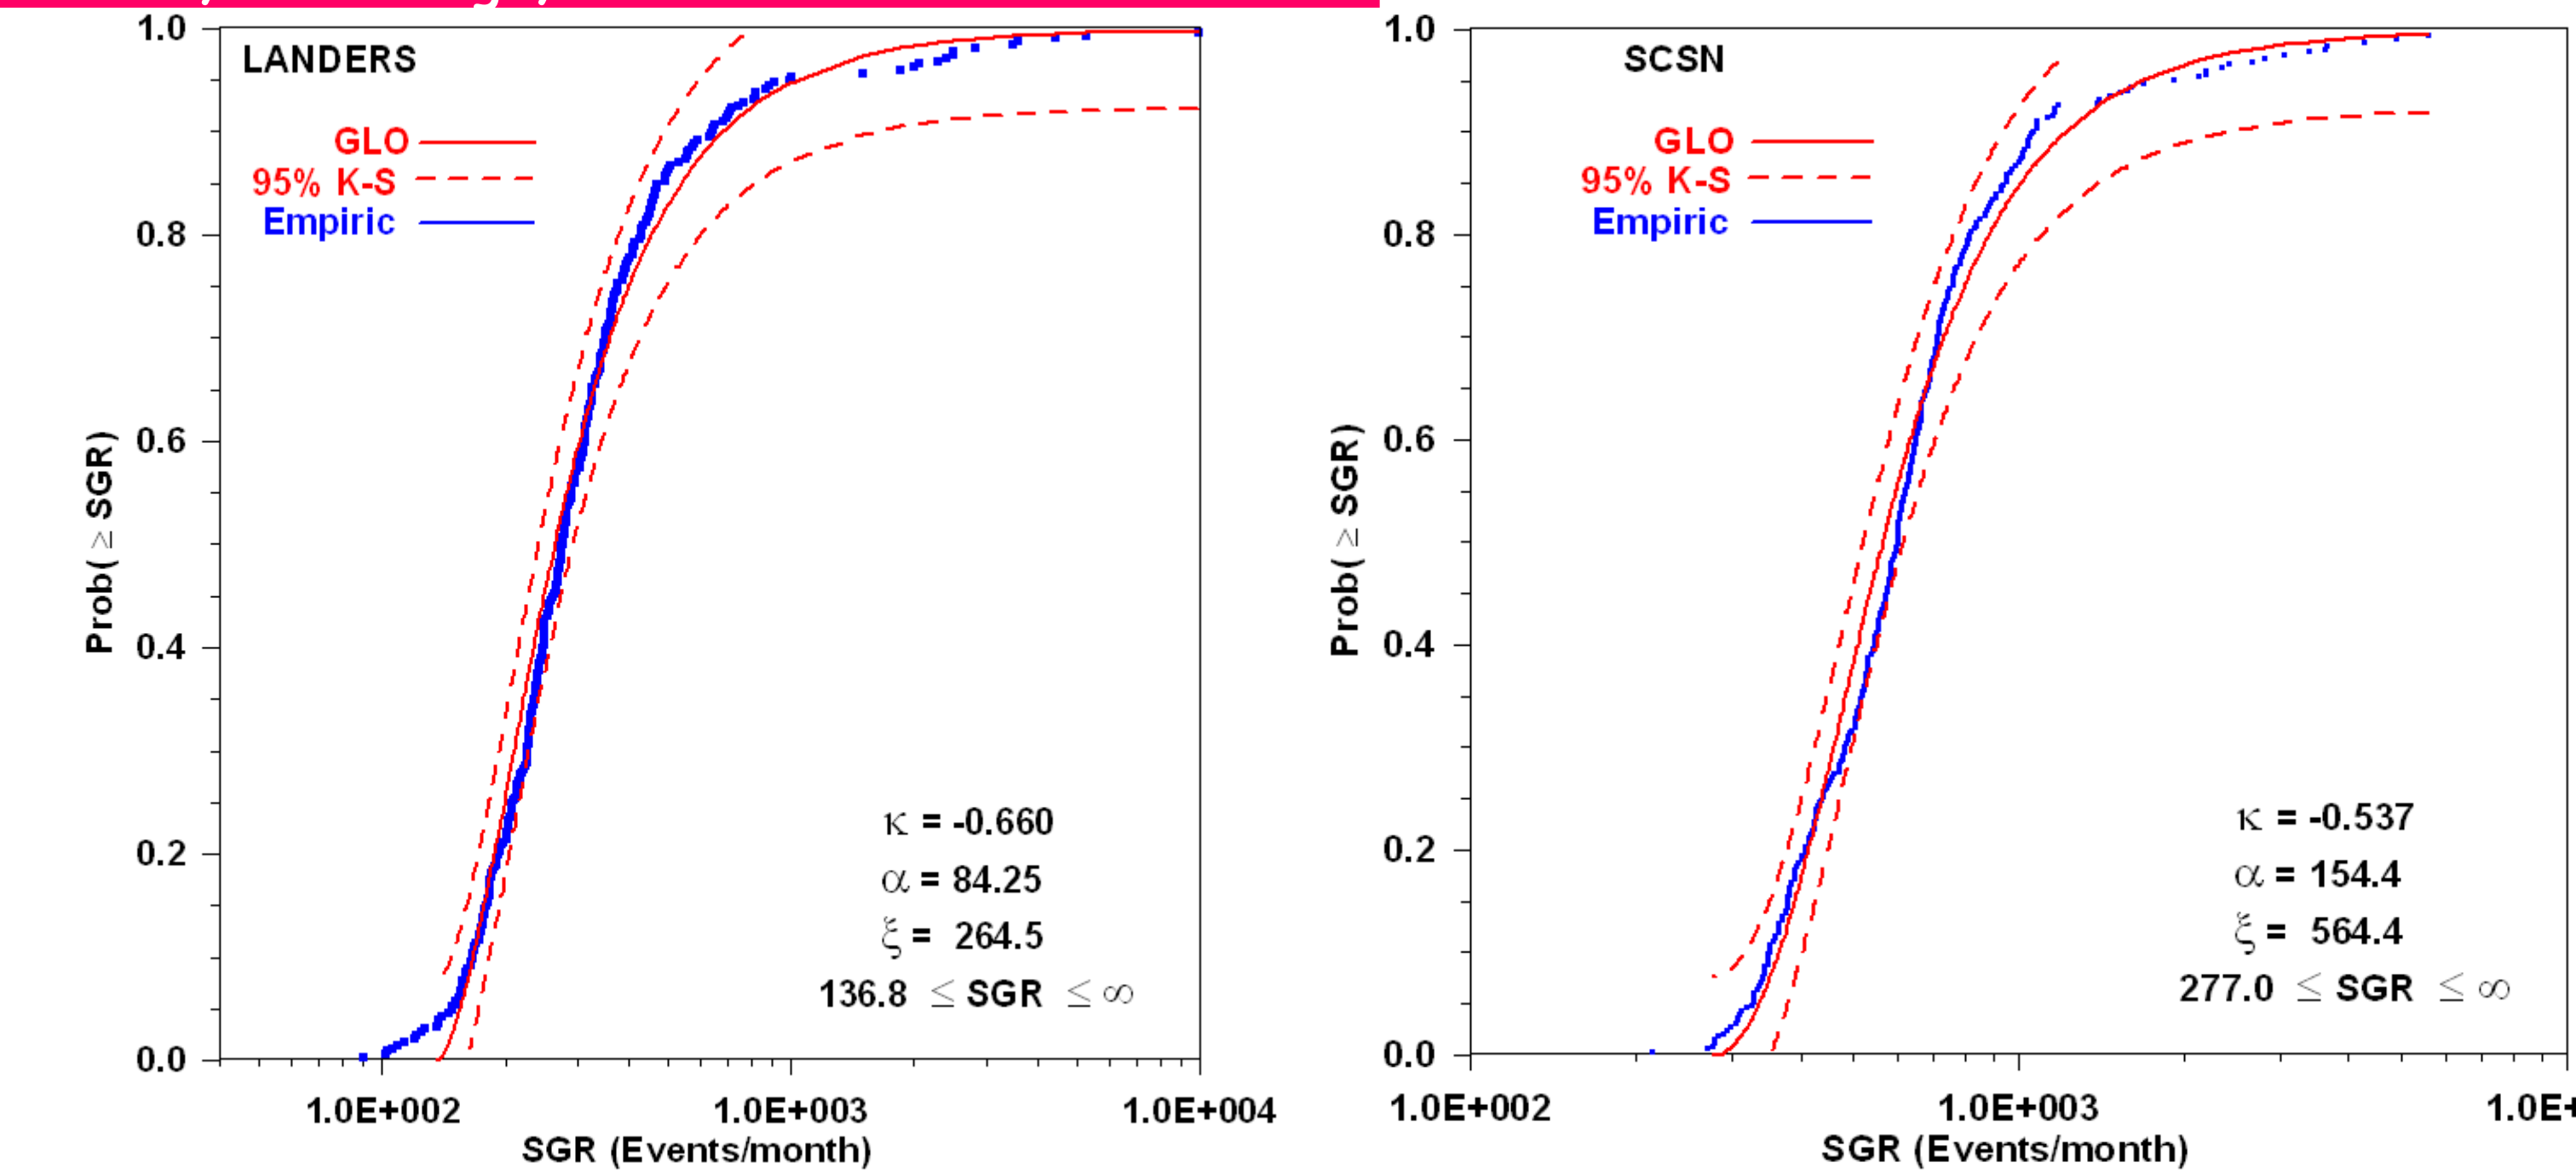 LANDERS
GLO
95% K-S
Empiric
1.0
0.8
0.6
0.4
0.2
0.0
Prob( ≥ SGR)
κ = -0.660
α = 84.25
ξ = 264.5
136.8 ≤ SGR ≤ ∞
1.0E+002 1.0E+003 1.0E+004
SGR (Events/month)
SCSN
GLO
95% K-S
Empiric
1.0
0.8
0.6
0.4
0.2
0.0
Prob( ≥ SGR)
κ = -0.537
α = 154.4
ξ = 564.4
277.0 ≤ SGR ≤ ∞
1.0E+002 1.0E+003 1.0E+
SGR (Events/month)